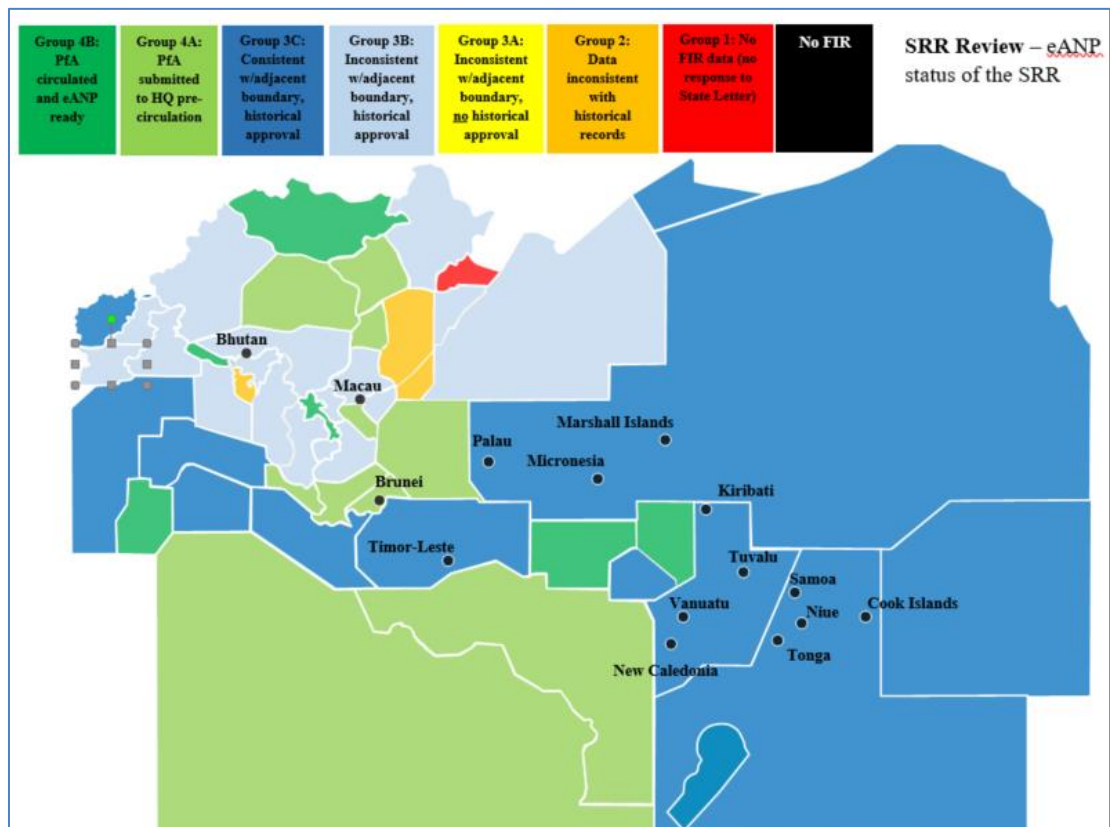 Group 4B:
PfA
circulated
and eANP
ready
Group 4A:
PfA
submitted
to HQ pre-
circulation
Group 3C:
Consistent
w/adjacent
boundary,
historical
approval
Group 3B:
Inconsistent
w/adjacent
boundary,
historical
approval
Group 3A:
Inconsistent
w/adjacent
boundary,
no historical
approval
Group 2:
Data
inconsistent
with
historical
records
Group 1: No
FIR data (no
response to
State Letter)
No FIR
SRR Review – eANP
status of the SRR
Bhutan
Macau
Marshall Islands
Palau
Micronesia
Brunei
Kiribati
Timor-Leste
Tuvalu
Samoa
Vanuatu
Niue
Cook Islands
New Caledonia
Tonga